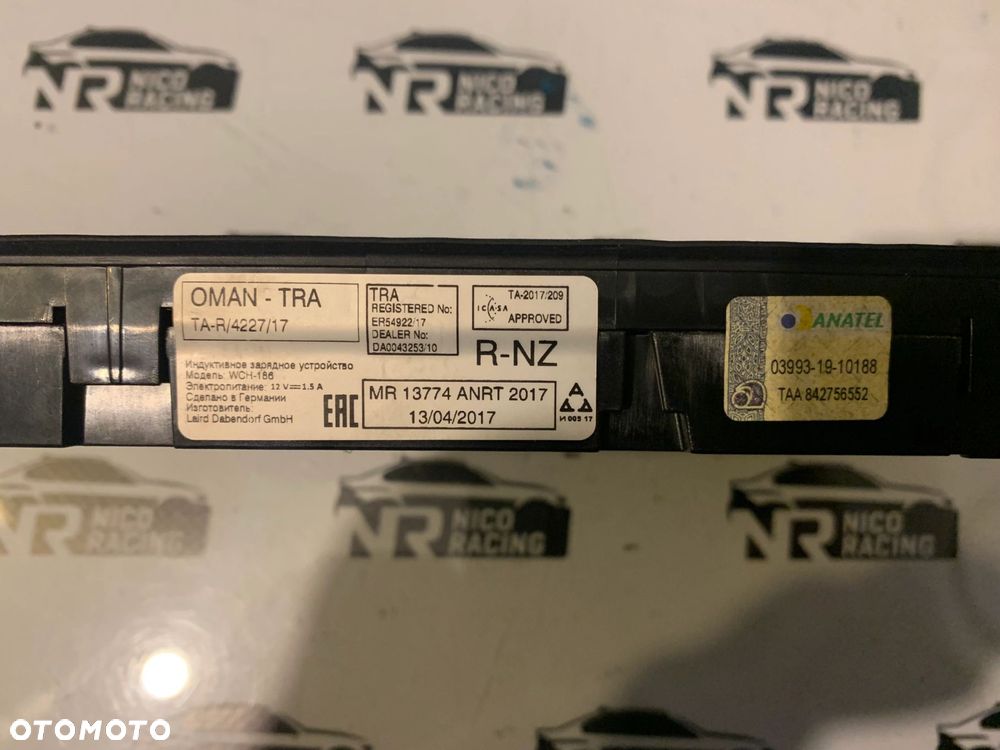 NR NICO RACING
NR NICO RACING
NR NICO RACING
OMAN - TRA
TA-R/4227/17
TRA
REGISTERED No:
ER54922/17
DEALER No:
DA0043253/10
ICASA
TA-2017/209
APPROVED
R-NZ
Индуктивное зарядное устройство
Модель: WCH-186
Электропитание: 12 V 1.5 A
Сделано в Германии
Изготовитель:
Laird Dabendorf GmbH
EAC
MR 13774 ANRT 2017
13/04/2017
ANATEL
03993-19-10188
TAA 842756552
NR NICO RACING
NR NICO RACING
NR NICO RACING
OTOMOTO